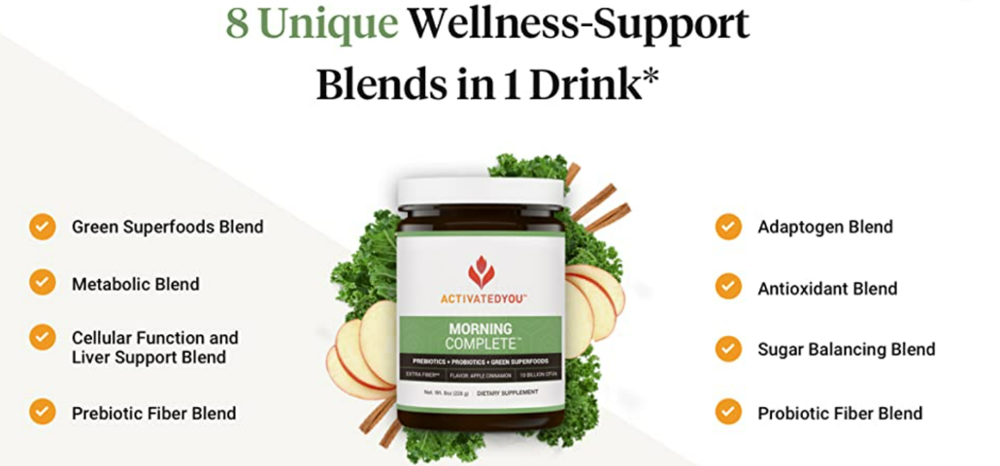 8 Unique Wellness-Support
Blends in 1 Drink*
Green Superfoods Blend
Metabolic Blend
Cellular Function and
Liver Support Blend
Prebiotic Fiber Blend
ACTIVATEDYOU™
MORNING
COMPLETE™
PREBIOTICS + PROBIOTICS + GREEN SUPERFOODS
EXTRA FIBER** FLAVOR: APPLE CINNAMON 10 BILLION CFUs
Net. Wt. 8oz (228 g) DIETARY SUPPLEMENT
Adaptogen Blend
Antioxidant Blend
Sugar Balancing Blend
Probiotic Fiber Blend